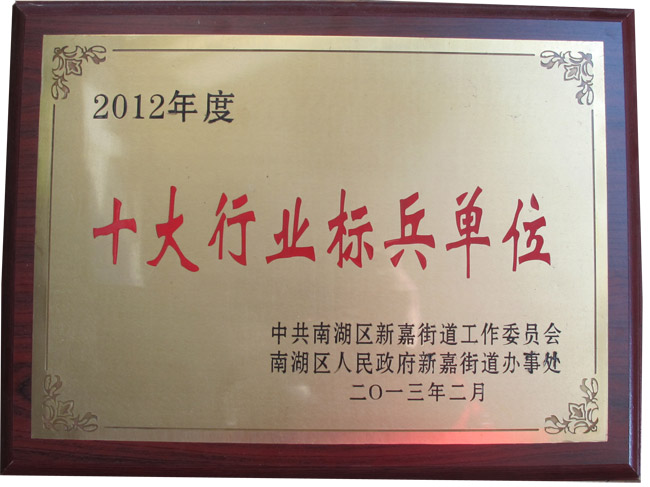 2012年度
十大行业标兵单位
中共南湖区新嘉街道工作委员会
南湖区人民政府新嘉街道办事处
二〇一三年二月